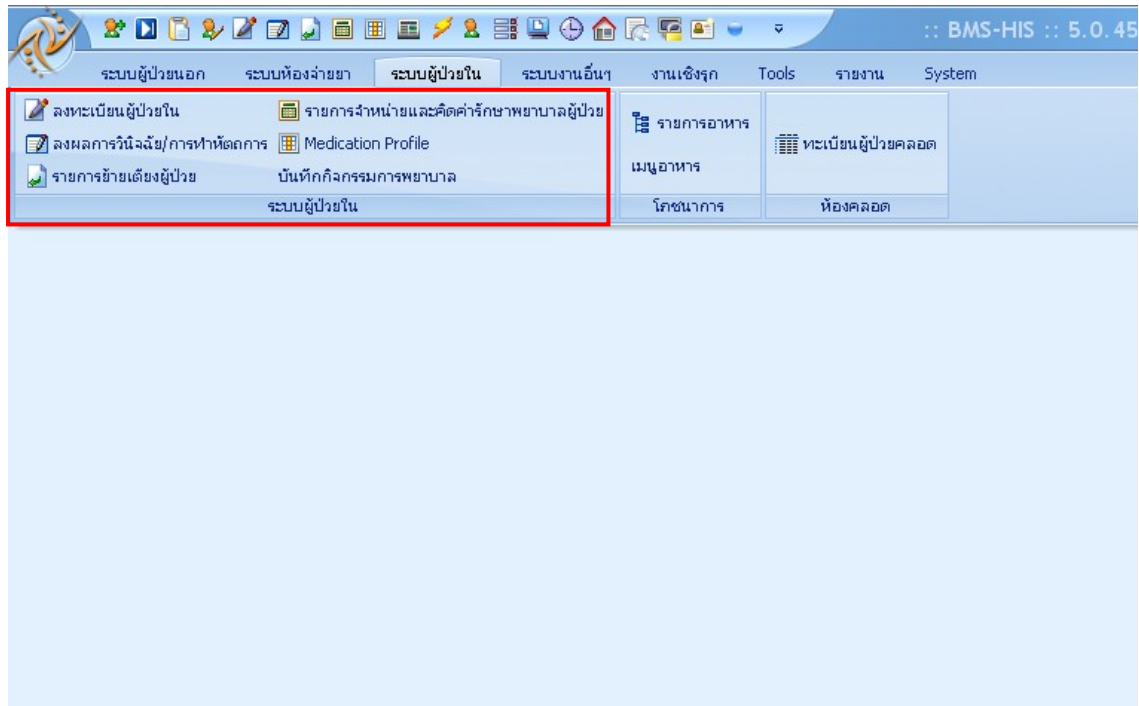 :: BMS-HIS :: 5.0.45
ระบบผู้ป่วยนอก ระบบห้องจ่ายยา ระบบผู้ป่วยใน ระบบงานอื่นๆ งานเชิงรุก Tools รายงาน System
ลงทะเบียนผู้ป่วยใน รายการจำหน่ายและคิดค่ารักษาพยาบาลผู้ป่วย
ลงผลการวินิจฉัย/การทำหัตถการ Medication Profile
รายการย้ายเตียงผู้ป่วย บันทึกกิจกรรมการพยาบาล
ระบบผู้ป่วยใน
รายการอาหาร
เมนูอาหาร
โภชนาการ
ทะเบียนผู้ป่วยคลอด
ห้องคลอด